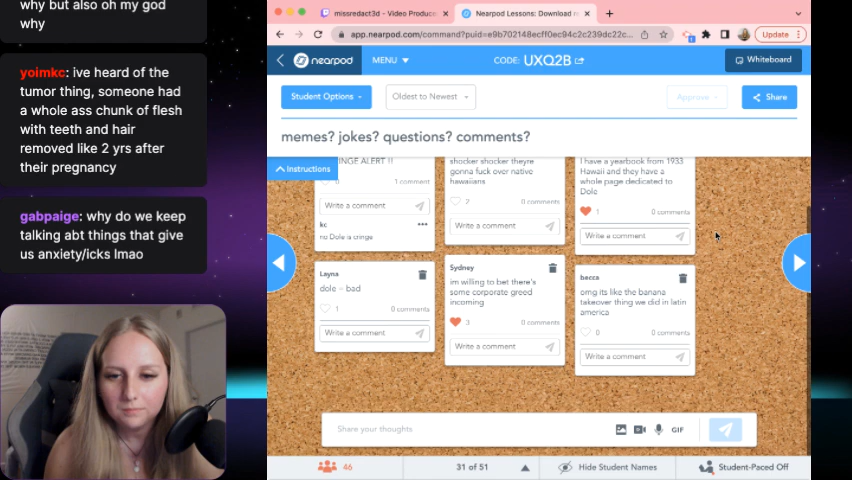 why but also oh my god
why
yoimkc: ive heard of the
tumor thing, someone had
a whole ass chunk of flesh
with teeth and hair
removed like 2 yrs after
their pregnancy
gabpaige: why do we keep
talking abt things that give
us anxiety/icks lmao
missredact3d - Video Produce
Nearpod Lessons: Download n
app.nearpod.com/command?puid=e9b702148ecff0ec94c2c239dc22c...
Update
nearpod
MENU
CODE: UXQ2B
Whiteboard
Student Options
Oldest to Newest
Approve
Share
memes? jokes? questions? comments?
Instructions
INGE ALERT !!
1 comment
Write a comment
kc
no Dole is cringe
shocker shocker theyre
gonna fuck over native
hawaiians
2
0 comments
Write a comment
I have a yearbook from 1933
Hawaii and they have a
whole page dedicated to
Dole
1
0 comments
Write a comment
Layna
dole = bad
1
0 comments
Write a comment
Sydney
im willing to bet there's
some corporate greed
incoming
3
0 comments
Write a comment
becca
omg its like the banana
takeover thing we did in latin
america
0
0 comments
Write a comment
Share your thoughts
GIF
46
31 of 51
Hide Student Names
Student-Paced Off